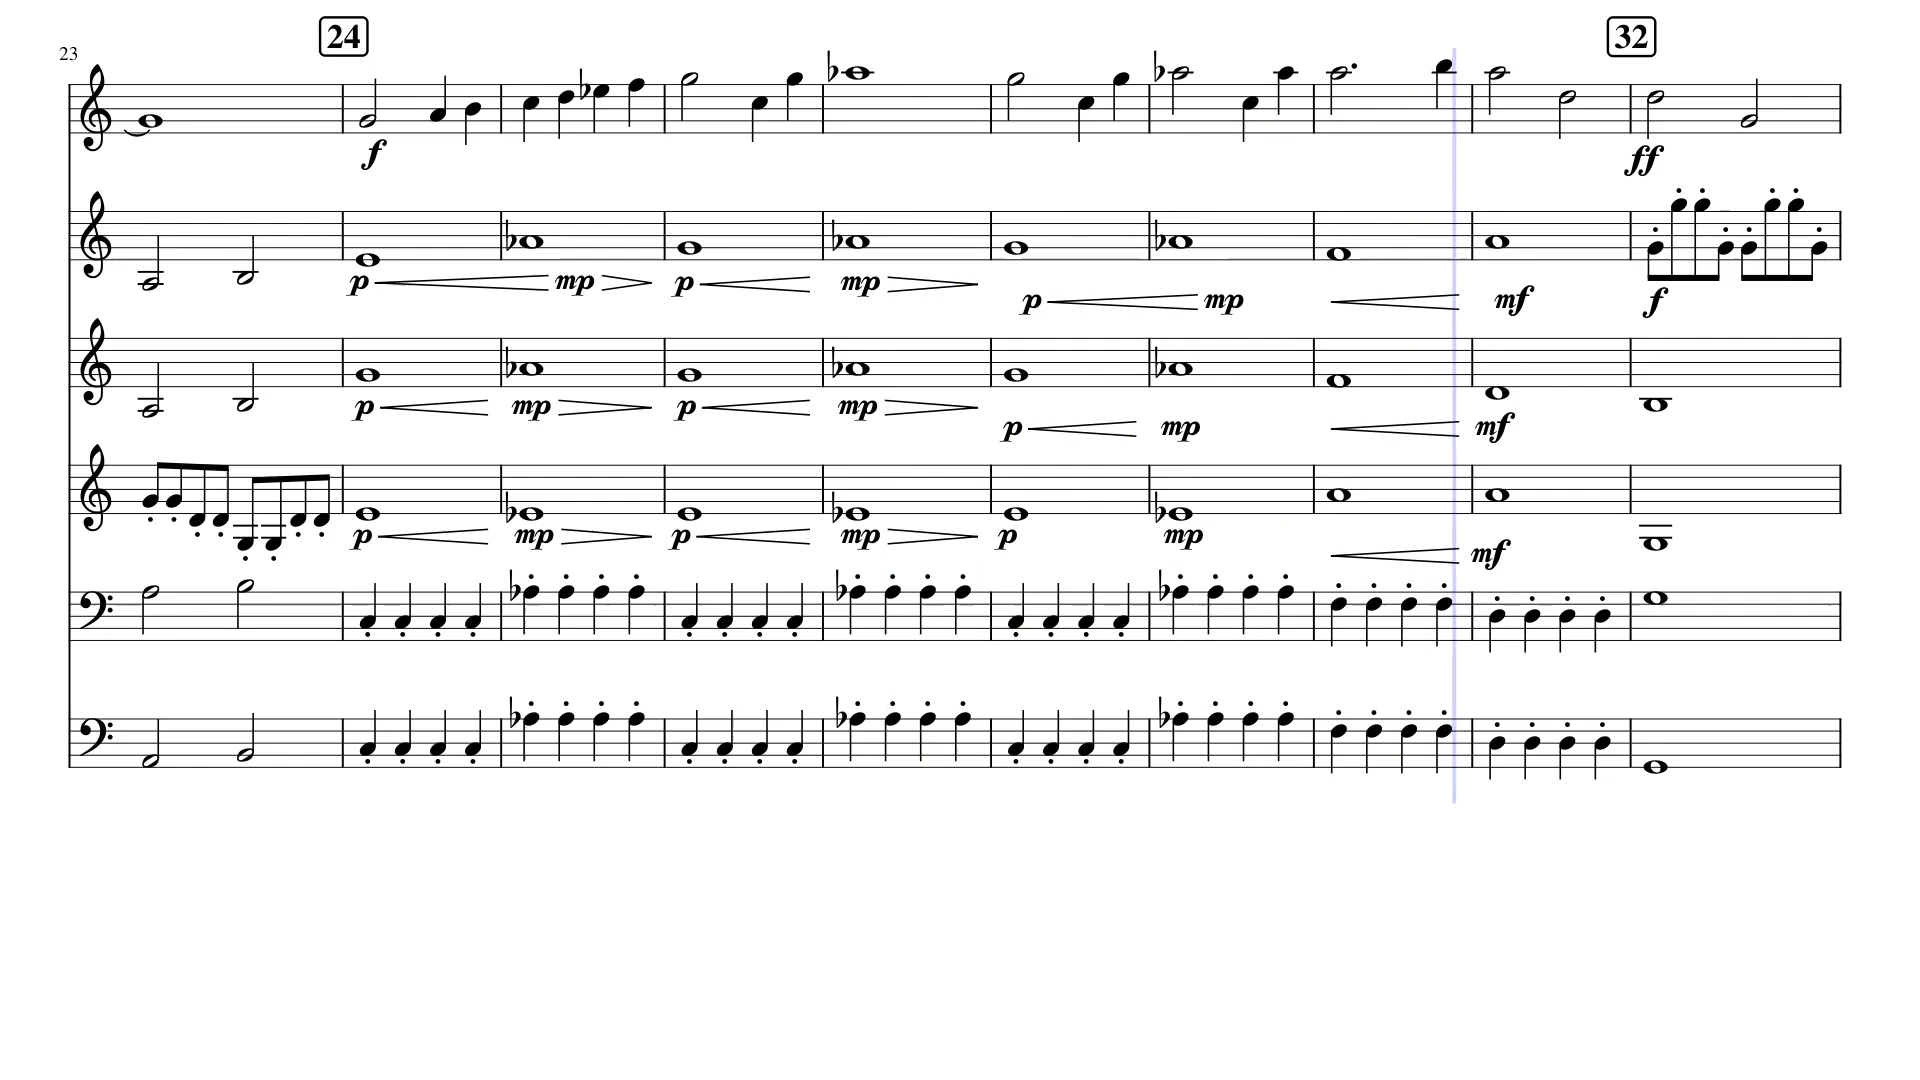 24 32
23
f
ff
p mp p mp
p mp mf f
p mp p mp
p mp mf
p mp p mp p mp
mf